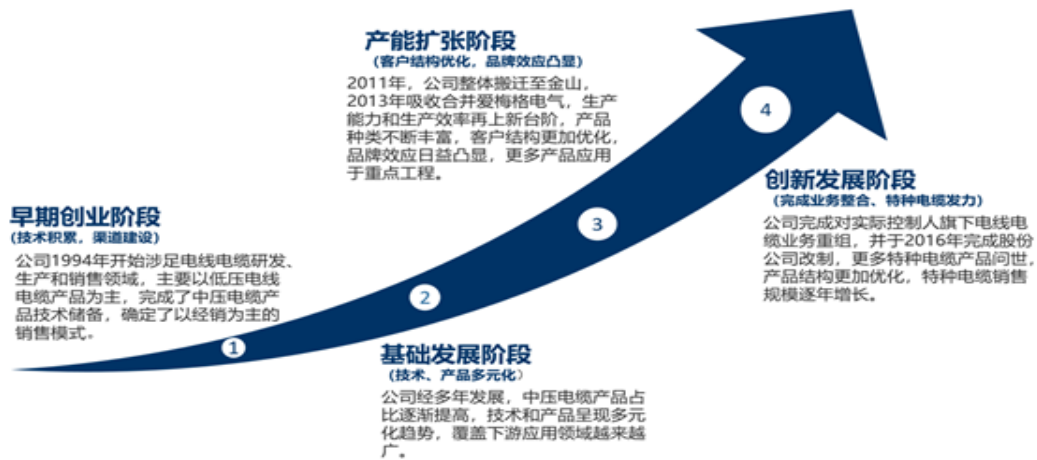 产能扩张阶段
（客户结构优化，品牌效应凸显）
2011年，公司整体搬迁至金山，
2013年吸收合并爱梅格电气，生产
能力和生产效率再上新台阶，产品
种类不断丰富，客户结构更加优化，
品牌效应日益凸显，更多产品应用
于重点工程。
4
创新发展阶段
（完成业务整合、特种电缆发力）
公司完成对实际控制人旗下电线电
缆业务重组，并于2016年完成股份
公司改制，更多特种电缆产品问世，
产品结构更加优化，特种电缆销售
规模逐年增长。
3
早期创业阶段
（技术积累，渠道建设）
公司1994年开始涉足电线电缆研发、
生产和销售领域，主要以低压电线
电缆产品为主，完成了中压电缆产
品技术储备，确定了以经销为主的
销售模式。
2
1
基础发展阶段
（技术、产品多元化）
公司经多年发展，中压电缆产品占
比逐渐提高，技术和产品呈现多元
化趋势，覆盖下游应用领域越来越
广。